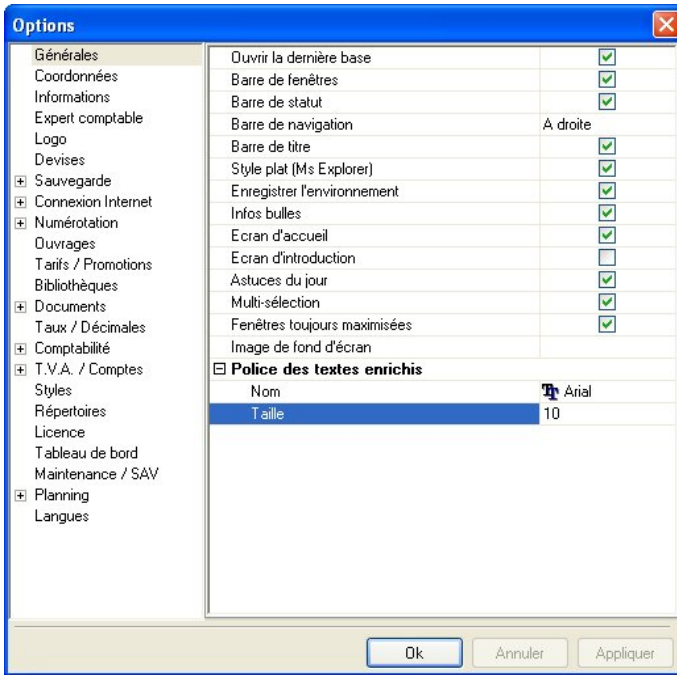 Options
Générales
Coordonnées
Informations
Expert comptable
Logo
Devises
Sauvegarde
Connexion Internet
Numérotation
Ouvrages
Tarifs / Promotions
Bibliothèques
Documents
Taux / Décimales
Comptabilité
T.V.A. / Comptes
Styles
Répertoires
Licence
Tableau de bord
Maintenance / SAV
Planning
Langues
Ouvrir la dernière base
Barre de fenêtres
Barre de statut
Barre de navigation A droite
Barre de titre
Style plat (Ms Explorer)
Enregistrer l'environnement
Infos bulles
Ecran d'accueil
Ecran d'introduction
Astuces du jour
Multi-sélection
Fenêtres toujours maximisées
Image de fond d'écran
Police des textes enrichis
Nom Arial
Taille 10
Ok Annuler Appliquer